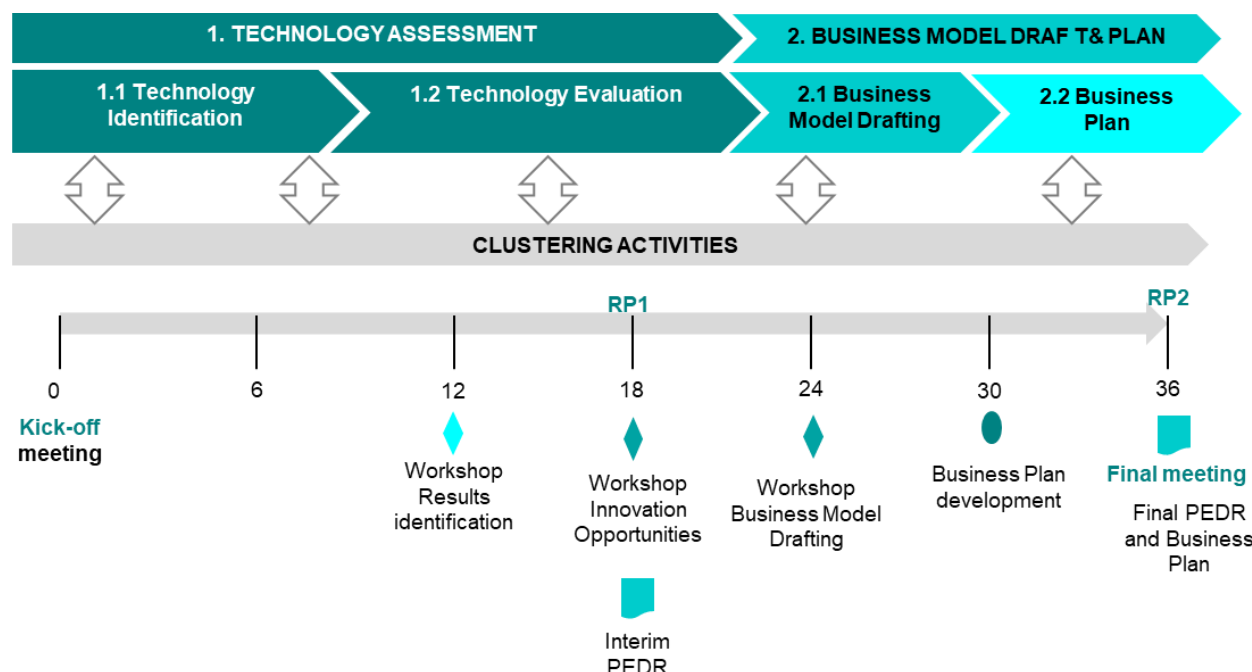 1. TECHNOLOGY ASSESSMENT
2. BUSINESS MODEL DRAF T& PLAN
1.1 Technology
Identification
1.2 Technology Evaluation
2.1 Business
Model Drafting
2.2 Business
Plan
CLUSTERING ACTIVITIES
RP1
RP2
0
6
12
18
24
30
36
Kick-off
meeting
Workshop
Results
identification
Workshop
Innovation
Opportunities
Workshop
Business Model
Drafting
Business Plan
development
Final meeting
Final PEDR
and Business
Plan
Interim
PEDR